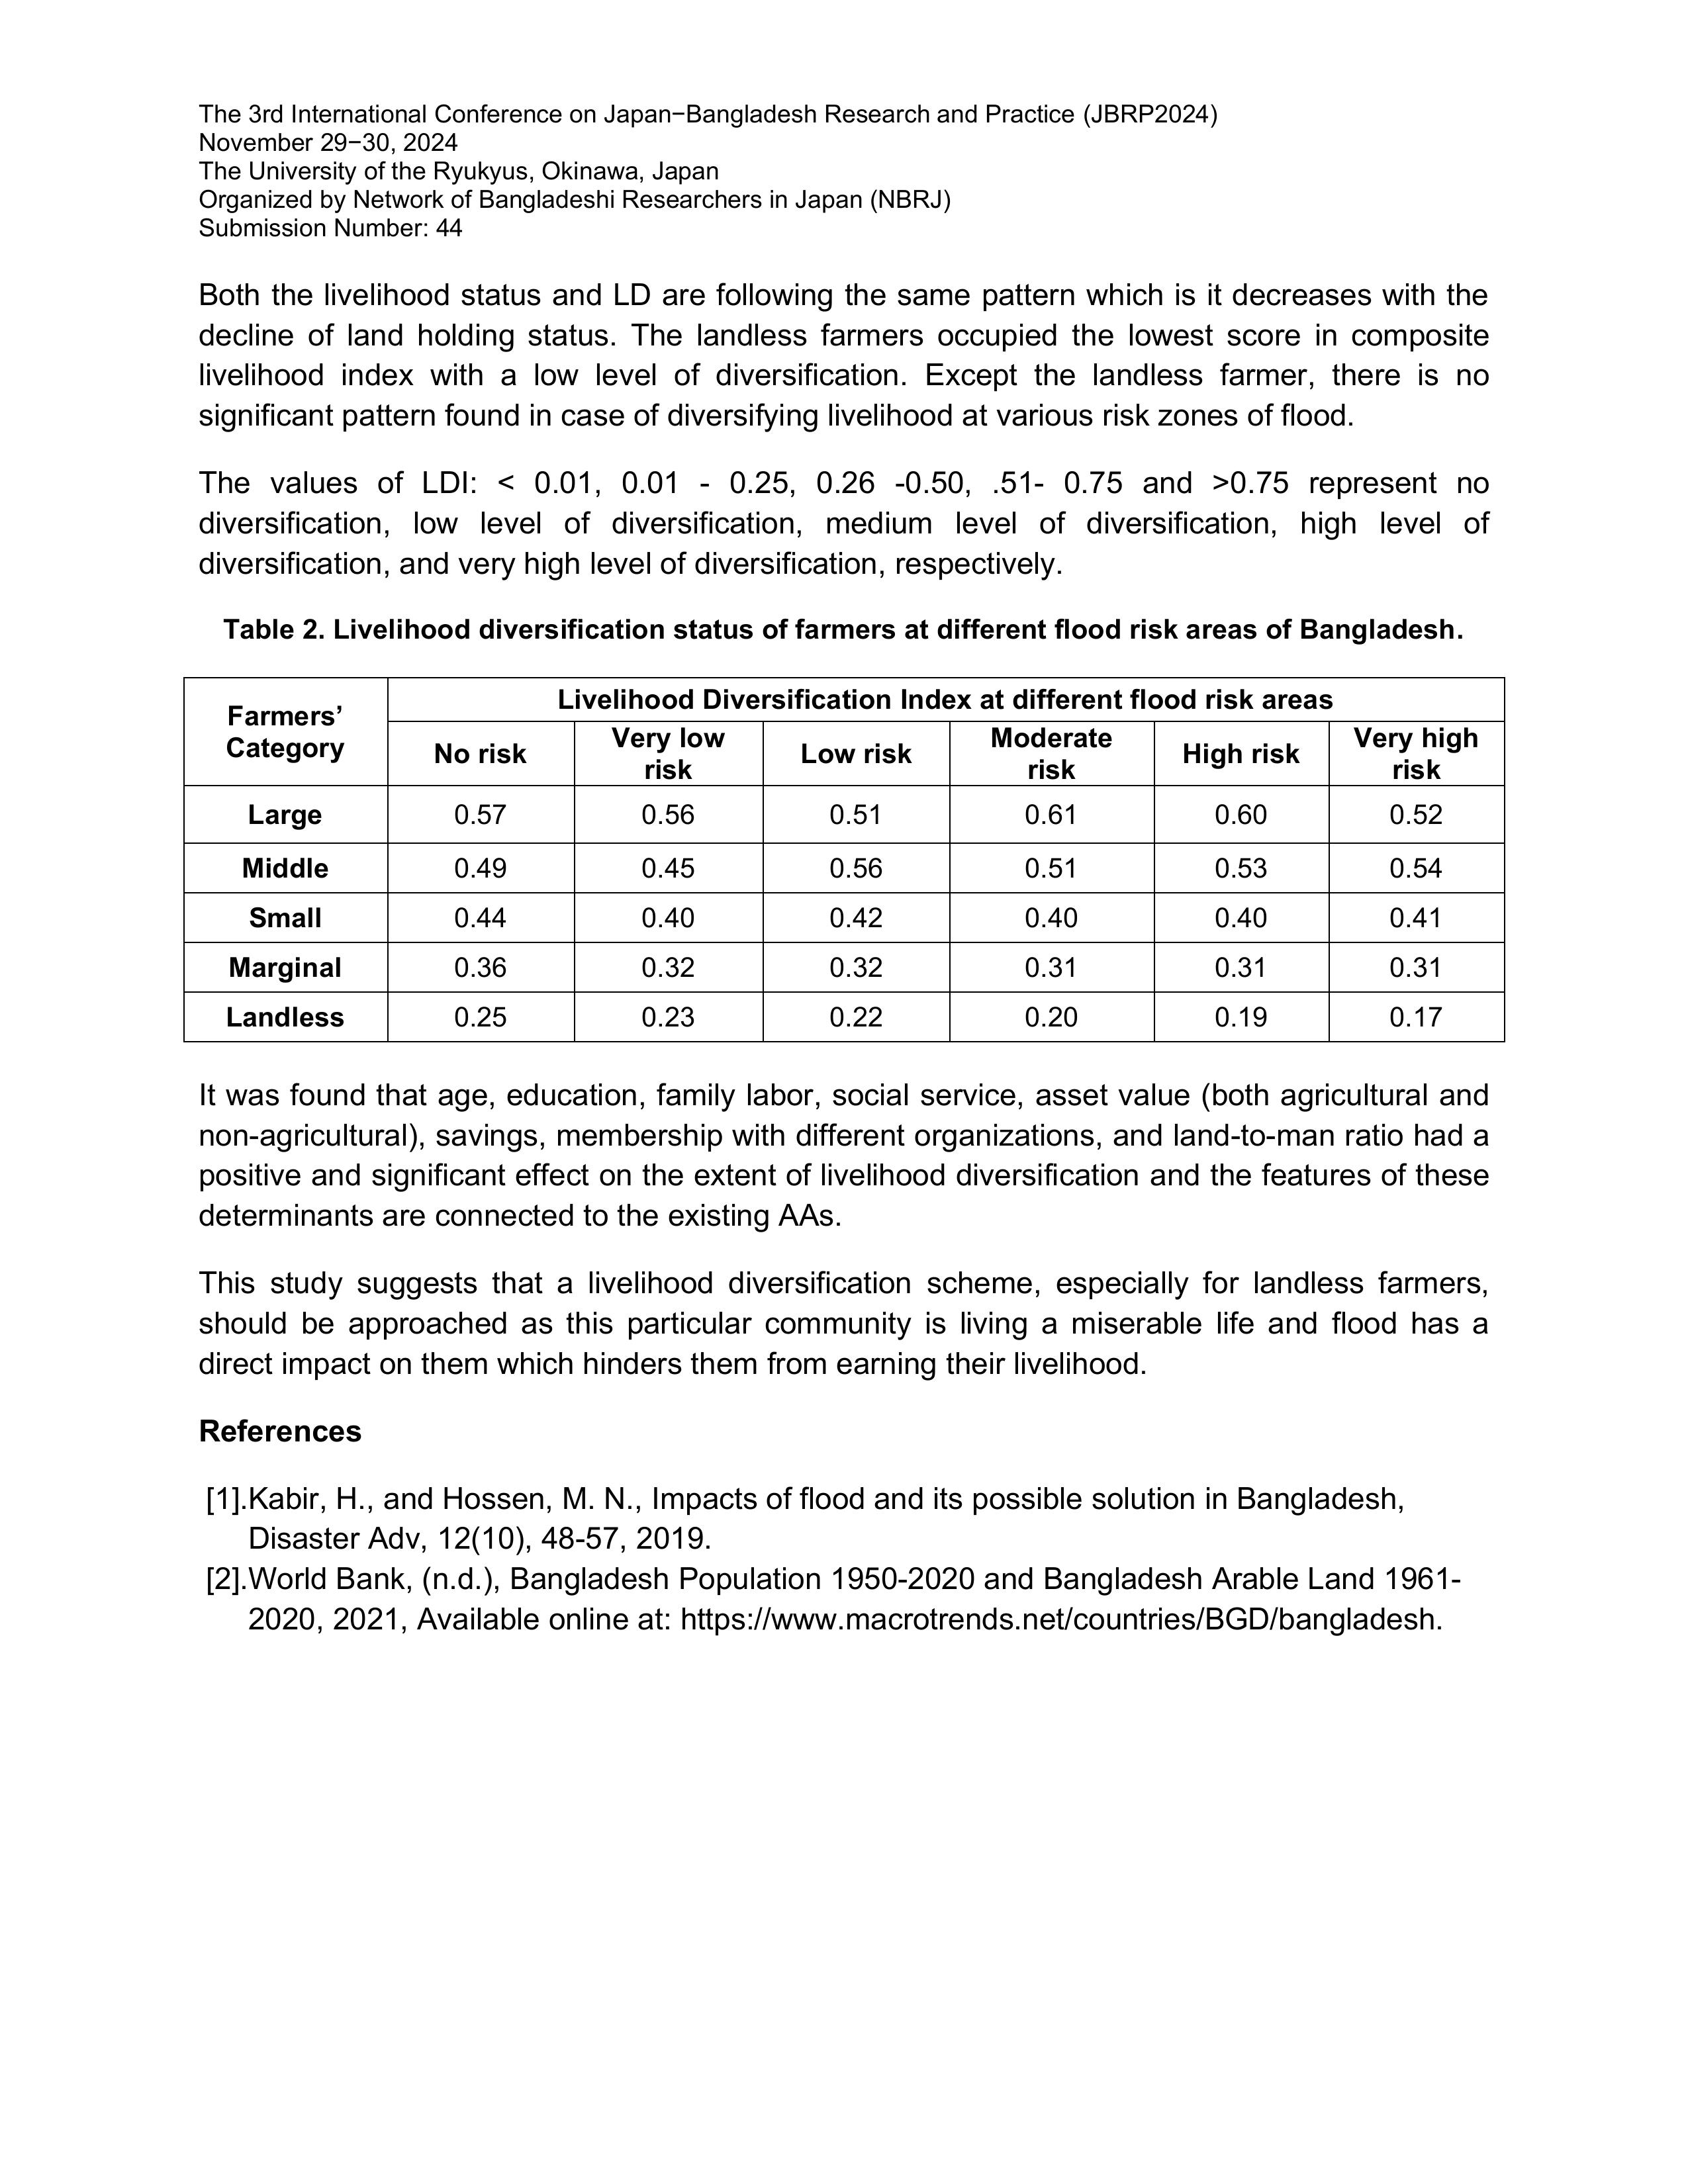 The 3rd International Conference on Japan−Bangladesh Research and Practice (JBRP2024)
November 29−30, 2024
The University of the Ryukyus, Okinawa, Japan
Organized by Network of Bangladeshi Researchers in Japan (NBRJ)
Submission Number: 44
Both the livelihood status and LD are following the same pattern which is it decreases with the
decline of land holding status. The landless farmers occupied the lowest score in composite
livelihood index with a low level of diversification. Except the landless farmer, there is no
significant pattern found in case of diversifying livelihood at various risk zones of flood.
The values of LDI: < 0.01, 0.01 - 0.25, 0.26 -0.50, .51- 0.75 and >0.75 represent no
diversification, low level of diversification, medium level of diversification, high level of
diversification, and very high level of diversification, respectively.
Table 2. Livelihood diversification status of farmers at different flood risk areas of Bangladesh.
Farmers’ Category Livelihood Diversification Index at different flood risk areas
No risk Very low risk Low risk Moderate risk High risk Very high risk
Large 0.57 0.56 0.51 0.61 0.60 0.52
Middle 0.49 0.45 0.56 0.51 0.53 0.54
Small 0.44 0.40 0.42 0.40 0.40 0.41
Marginal 0.36 0.32 0.32 0.31 0.31 0.31
Landless 0.25 0.23 0.22 0.20 0.19 0.17
It was found that age, education, family labor, social service, asset value (both agricultural and
non-agricultural), savings, membership with different organizations, and land-to-man ratio had a
positive and significant effect on the extent of livelihood diversification and the features of these
determinants are connected to the existing AAs.
This study suggests that a livelihood diversification scheme, especially for landless farmers,
should be approached as this particular community is living a miserable life and flood has a
direct impact on them which hinders them from earning their livelihood.
References
[1].Kabir, H., and Hossen, M. N., Impacts of flood and its possible solution in Bangladesh,
Disaster Adv, 12(10), 48-57, 2019.
[2].World Bank, (n.d.), Bangladesh Population 1950-2020 and Bangladesh Arable Land 1961-
2020, 2021, Available online at: https://www.macrotrends.net/countries/BGD/bangladesh.